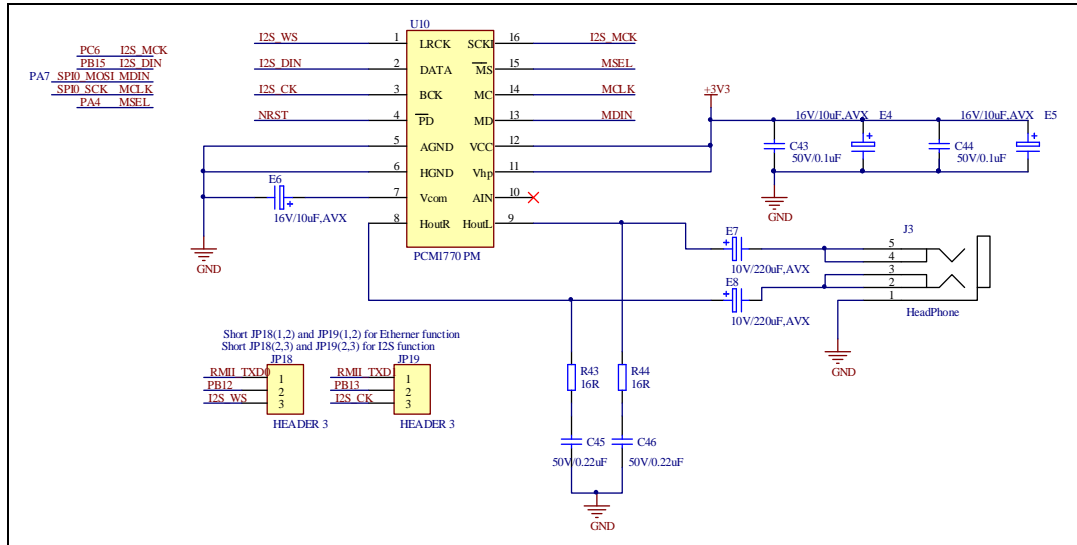 U10
PC6 I2S_MCK
PB15 I2S_DIN
PA7 SPI0_MOSI MDIN
SPI0_SCK MCLK
PA4 MSEL
I2S_WS 1 LRCK SCKI 16 I2S_MCK
I2S_DIN 2 DATA MS 15 MSEL
I2S_CK 3 BCK MC 14 MCLK
NRST 4 PD MD 13 MDIN
5 AGND VCC 12
6 HGND Vhp 11
7 Vcom AIN 10
8 HoutR HoutL 9
PCM1770 PM
E6
16V/10uF,AVX
GND
+3V3
16V/10uF,AVX E4 16V/10uF,AVX E5
C43
50V/0.1uF
C44
50V/0.1uF
GND
E7
10V/220uF,AVX
E8
10V/220uF,AVX
J3
5
4
3
2
1
HeadPhone
GND
Short JP18(1,2) and JP19(1,2) for Etherner function
Short JP18(2,3) and JP19(2,3) for I2S function
JP18
RMII_TXD0 1
PB12 2
I2S_WS 3
HEADER 3
JP19
RMII_TXD1 1
PB13 2
I2S_CK 3
HEADER 3
R43
16R
R44
16R
C45
50V/0.22uF
C46
50V/0.22uF
GND